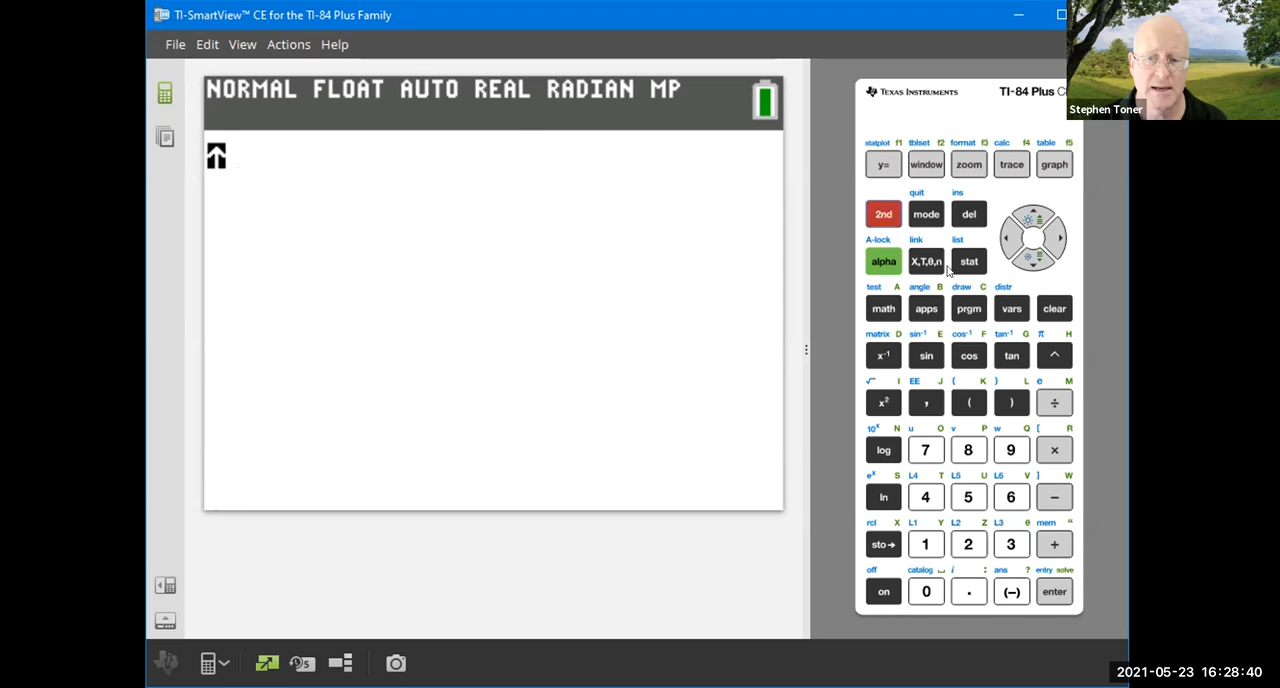 TI-SmartView™ CE for the TI-84 Plus Family
File Edit View Actions Help
Stephen Toner
NORMAL FLOAT AUTO REAL RADIAN MP
TEXAS INSTRUMENTS TI-84 Plus C
statplot f1 tblset f2 format f3 calc f4 table f5
y= window zoom trace graph
quit ins
2nd mode del
A-lock link list
alpha X,T,θ,n stat
test A angle B draw C distr
math apps prgm vars clear
matrix D sin⁻¹ E cos⁻¹ F tan⁻¹ G π H
x⁻¹ sin cos tan ^
√ I EE J { K } L e M
x² , ( ) ÷
10ˣ N u O v P w Q [ R
log 7 8 9 ×
eˣ S L4 T L5 U L6 V ] W
ln 4 5 6 −
rcl X L1 Y L2 Z L3 θ mem “
sto→ 1 2 3 +
off catalog ⎵ i : ans ? entry solve
on 0 . (−) enter
2021-05-23 16:28:40